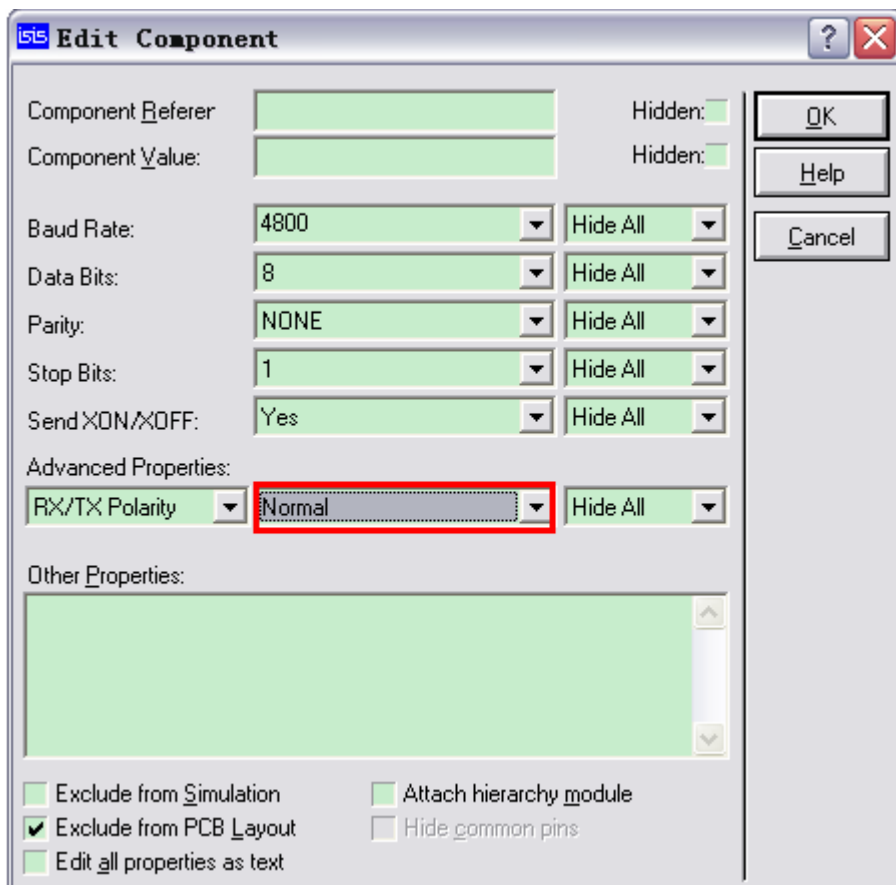 isis Edit Component
Component Referer Hidden:
Component Value: Hidden:
OK
Help
Cancel
Baud Rate: 4800 Hide All
Data Bits: 8 Hide All
Parity: NONE Hide All
Stop Bits: 1 Hide All
Send XON/XOFF: Yes Hide All
Advanced Properties:
RX/TX Polarity Normal Hide All
Other Properties:
Exclude from Simulation Attach hierarchy module
Exclude from PCB Layout Hide common pins
Edit all properties as text